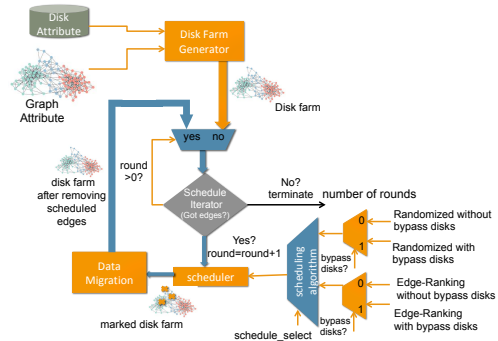 Disk
Attribute
Disk Farm
Generator
Graph
Attribute
Disk farm
yes no
round
>0?
disk farm
after removing
scheduled
edges
Schedule
Iterator
(Got edges?)
No?
terminate
number of rounds
Yes?
round=round+1
Data
Migration
scheduler
marked disk farm
scheduling
algorithm
schedule_select
0
1
bypass
disks?
Randomized without
bypass disks
Randomized with
bypass disks
0
1
bypass
disks?
Edge-Ranking
without bypass disks
Edge-Ranking
with bypass disks